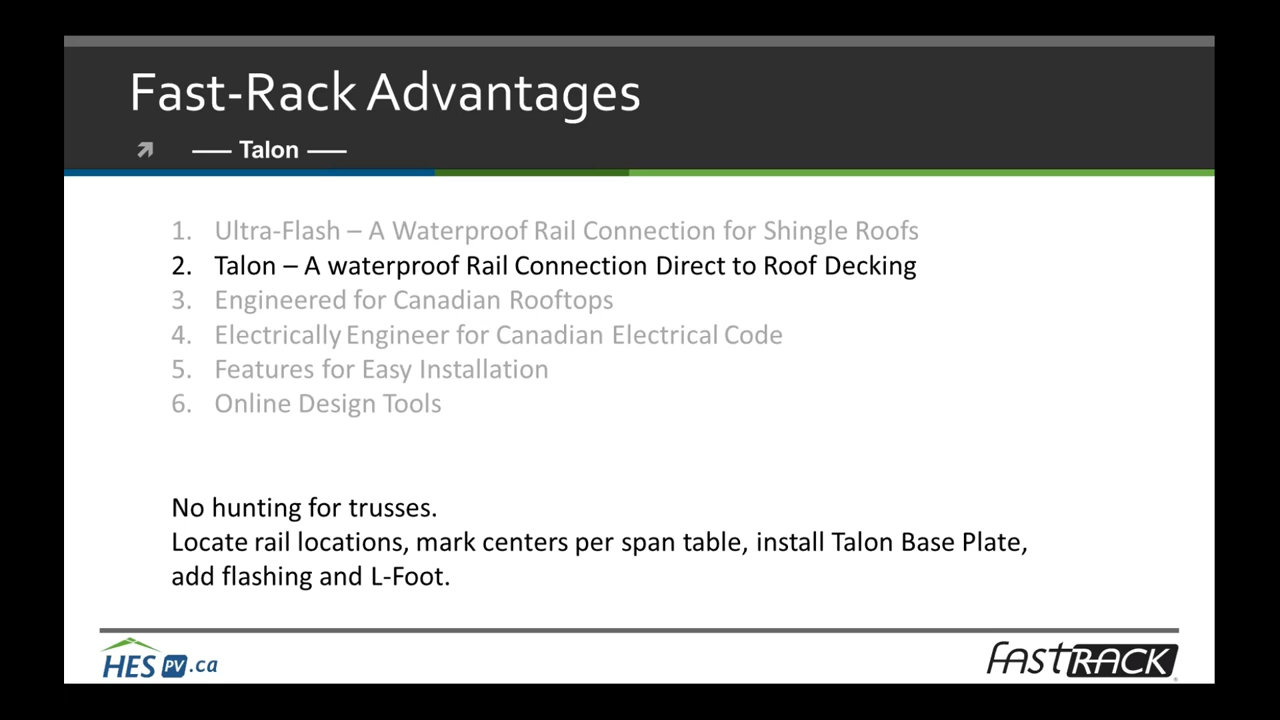 Fast-Rack Advantages
—— Talon ——
1. Ultra-Flash – A Waterproof Rail Connection for Shingle Roofs
2. Talon – A waterproof Rail Connection Direct to Roof Decking
3. Engineered for Canadian Rooftops
4. Electrically Engineer for Canadian Electrical Code
5. Features for Easy Installation
6. Online Design Tools
No hunting for trusses.
Locate rail locations, mark centers per span table, install Talon Base Plate,
add flashing and L-Foot.
HES PV.ca
FASTRACK